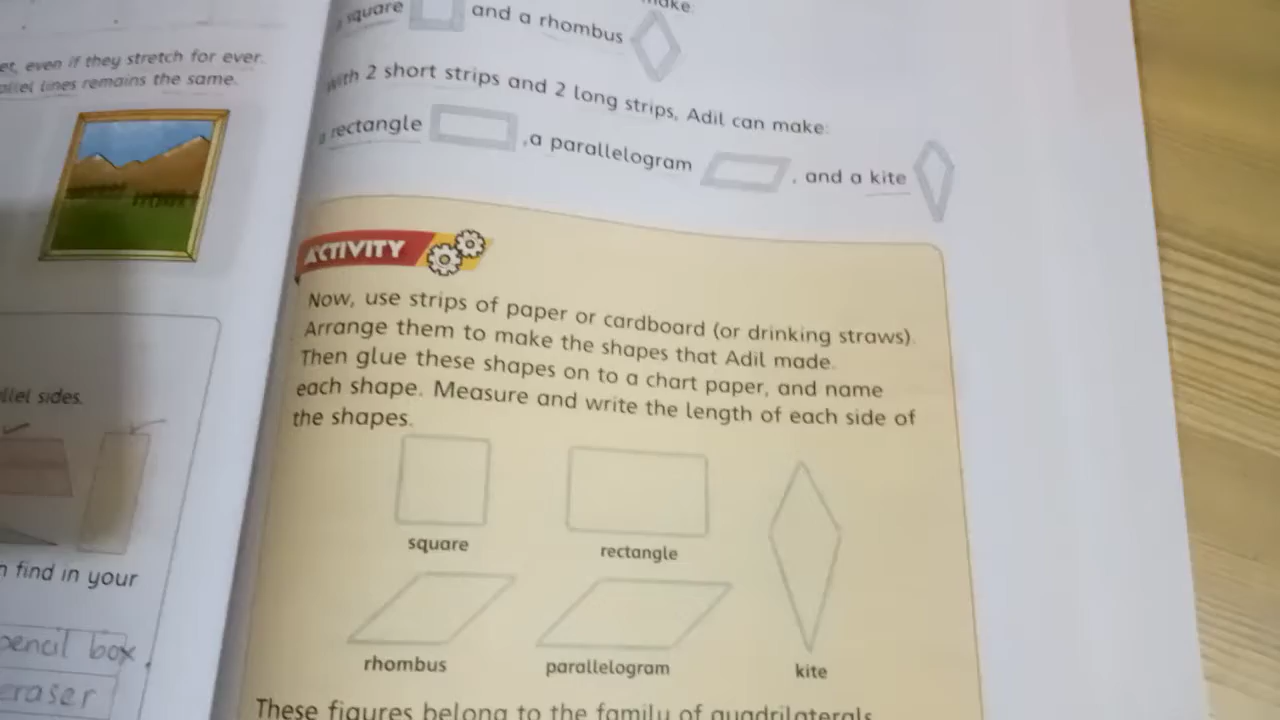 et, even if they stretch for ever.
allel lines remains the same.
llel sides.
find in your
pencil box
eraser
make
a square and a rhombus
with 2 short strips and 2 long strips, Adil can make:
a rectangle , a parallelogram , and a kite
ACTIVITY
Now, use strips of paper or cardboard (or drinking straws).
Arrange them to make the shapes that Adil made.
Then glue these shapes on to a chart paper, and name
each shape. Measure and write the length of each side of
the shapes.
square
rectangle
rhombus
parallelogram
kite
These figures belong to the family of quadrilaterals